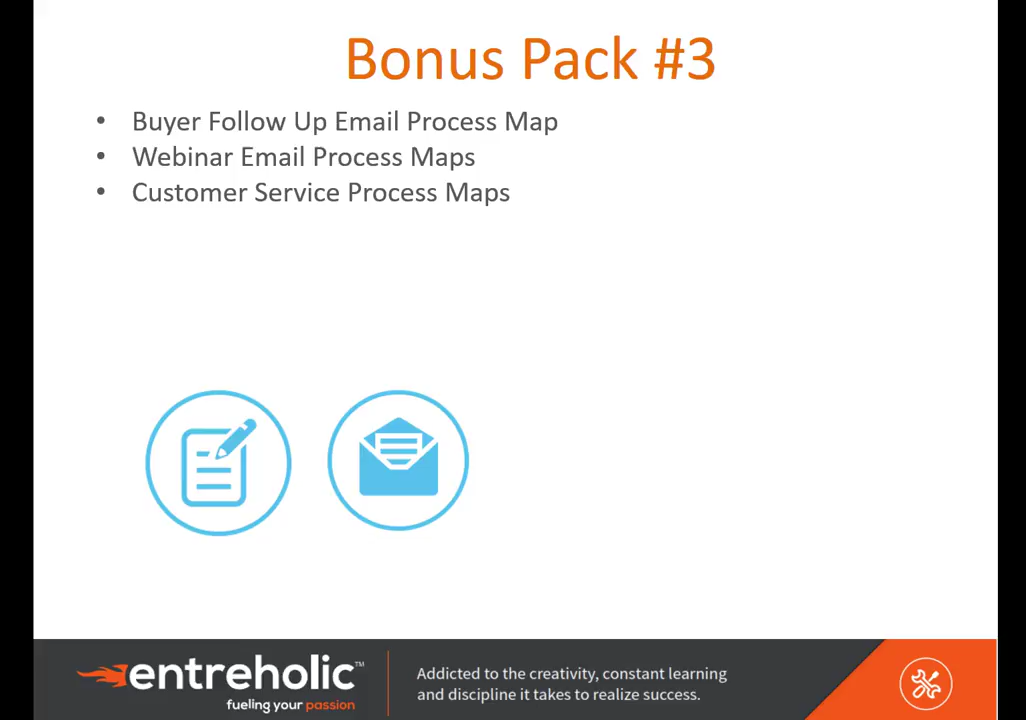 Bonus Pack #3
• Buyer Follow Up Email Process Map
• Webinar Email Process Maps
• Customer Service Process Maps
entreholic™
fueling your passion
Addicted to the creativity, constant learning
and discipline it takes to realize success.